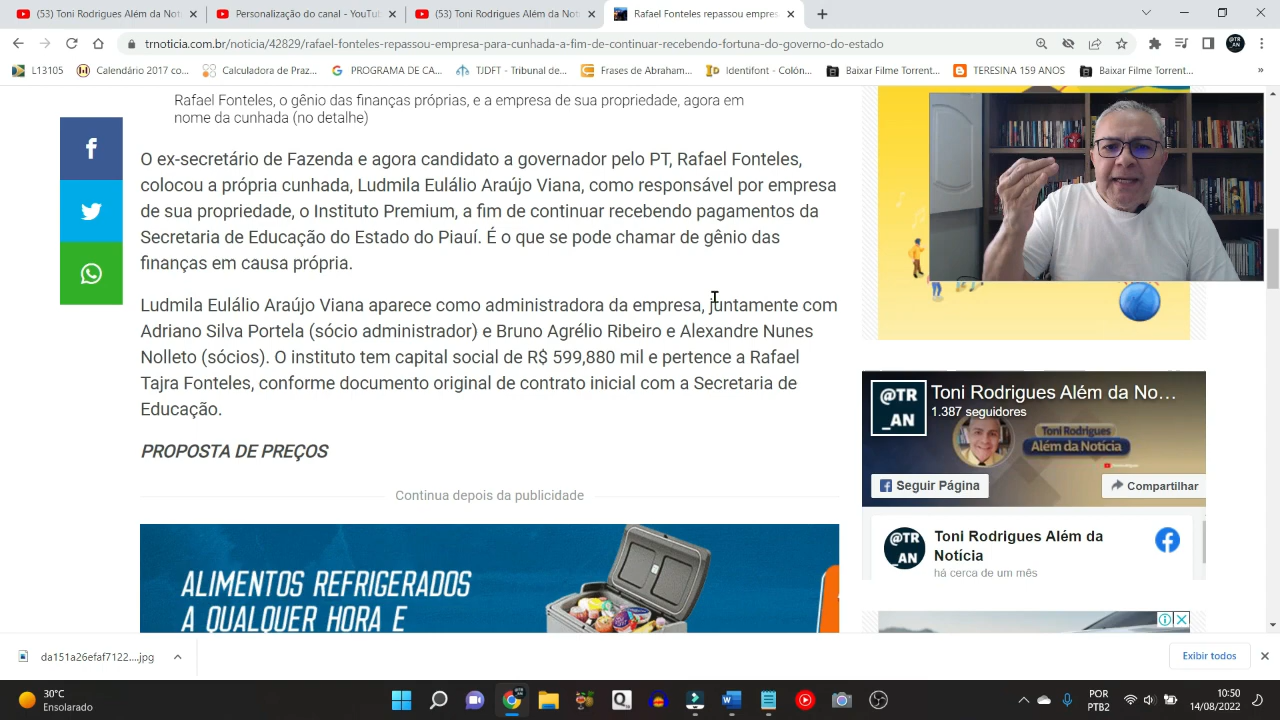 (53) Toni Rodrigues Além da Not
Personalização do canal - YouTu
(53) Toni Rodrigues Além da Not
Rafael Fonteles repassou empres
trnoticia.com.br/noticia/42829/rafael-fonteles-repassou-empresa-para-cunhada-a-fim-de-continuar-recebendo-fortuna-do-governo-do-estado
L13105
Calendário 2017 co...
Calculadora de Praz...
PROGRAMA DE CA...
TJDFT - Tribunal de...
Frases de Abraham...
Identifont - Colón...
Baixar Filme Torrent...
TERESINA 159 ANOS
Baixar Filme Torrent...
»
Rafael Fonteles, o gênio das finanças próprias, e a empresa de sua propriedade, agora em
nome da cunhada (no detalhe)
O ex-secretário de Fazenda e agora candidato a governador pelo PT, Rafael Fonteles,
colocou a própria cunhada, Ludmila Eulálio Araújo Viana, como responsável por empresa
de sua propriedade, o Instituto Premium, a fim de continuar recebendo pagamentos da
Secretaria de Educação do Estado do Piauí. É o que se pode chamar de gênio das
finanças em causa própria.
Ludmila Eulálio Araújo Viana aparece como administradora da empresa, juntamente com
Adriano Silva Portela (sócio administrador) e Bruno Agrélio Ribeiro e Alexandre Nunes
Nolleto (sócios). O instituto tem capital social de R$ 599,880 mil e pertence a Rafael
Tajra Fonteles, conforme documento original de contrato inicial com a Secretaria de
Educação.
PROPOSTA DE PREÇOS
Continua depois da publicidade
ALIMENTOS REFRIGERADOS
A QUALQUER HORA E
@TR
_AN
Toni Rodrigues Além da No...
1.387 seguidores
Toni Rodrigues
Além da Notícia
Seguir Página
Compartilhar
@TR
_AN
Toni Rodrigues Além da
Notícia
há cerca de um mês
da151a26efaf7122....jpg
Exibir todos
30°C
Ensolarado
POR
PTB2
10:50
14/08/2022